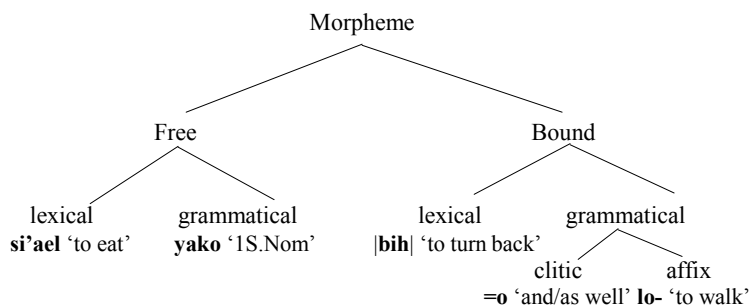 Morpheme
Free Bound
lexical grammatical lexical grammatical
si’ael ‘to eat’ yako ‘1S.Nom’ |bih| ‘to turn back’
clitic affix
=o ‘and/as well’ lo- ‘to walk’